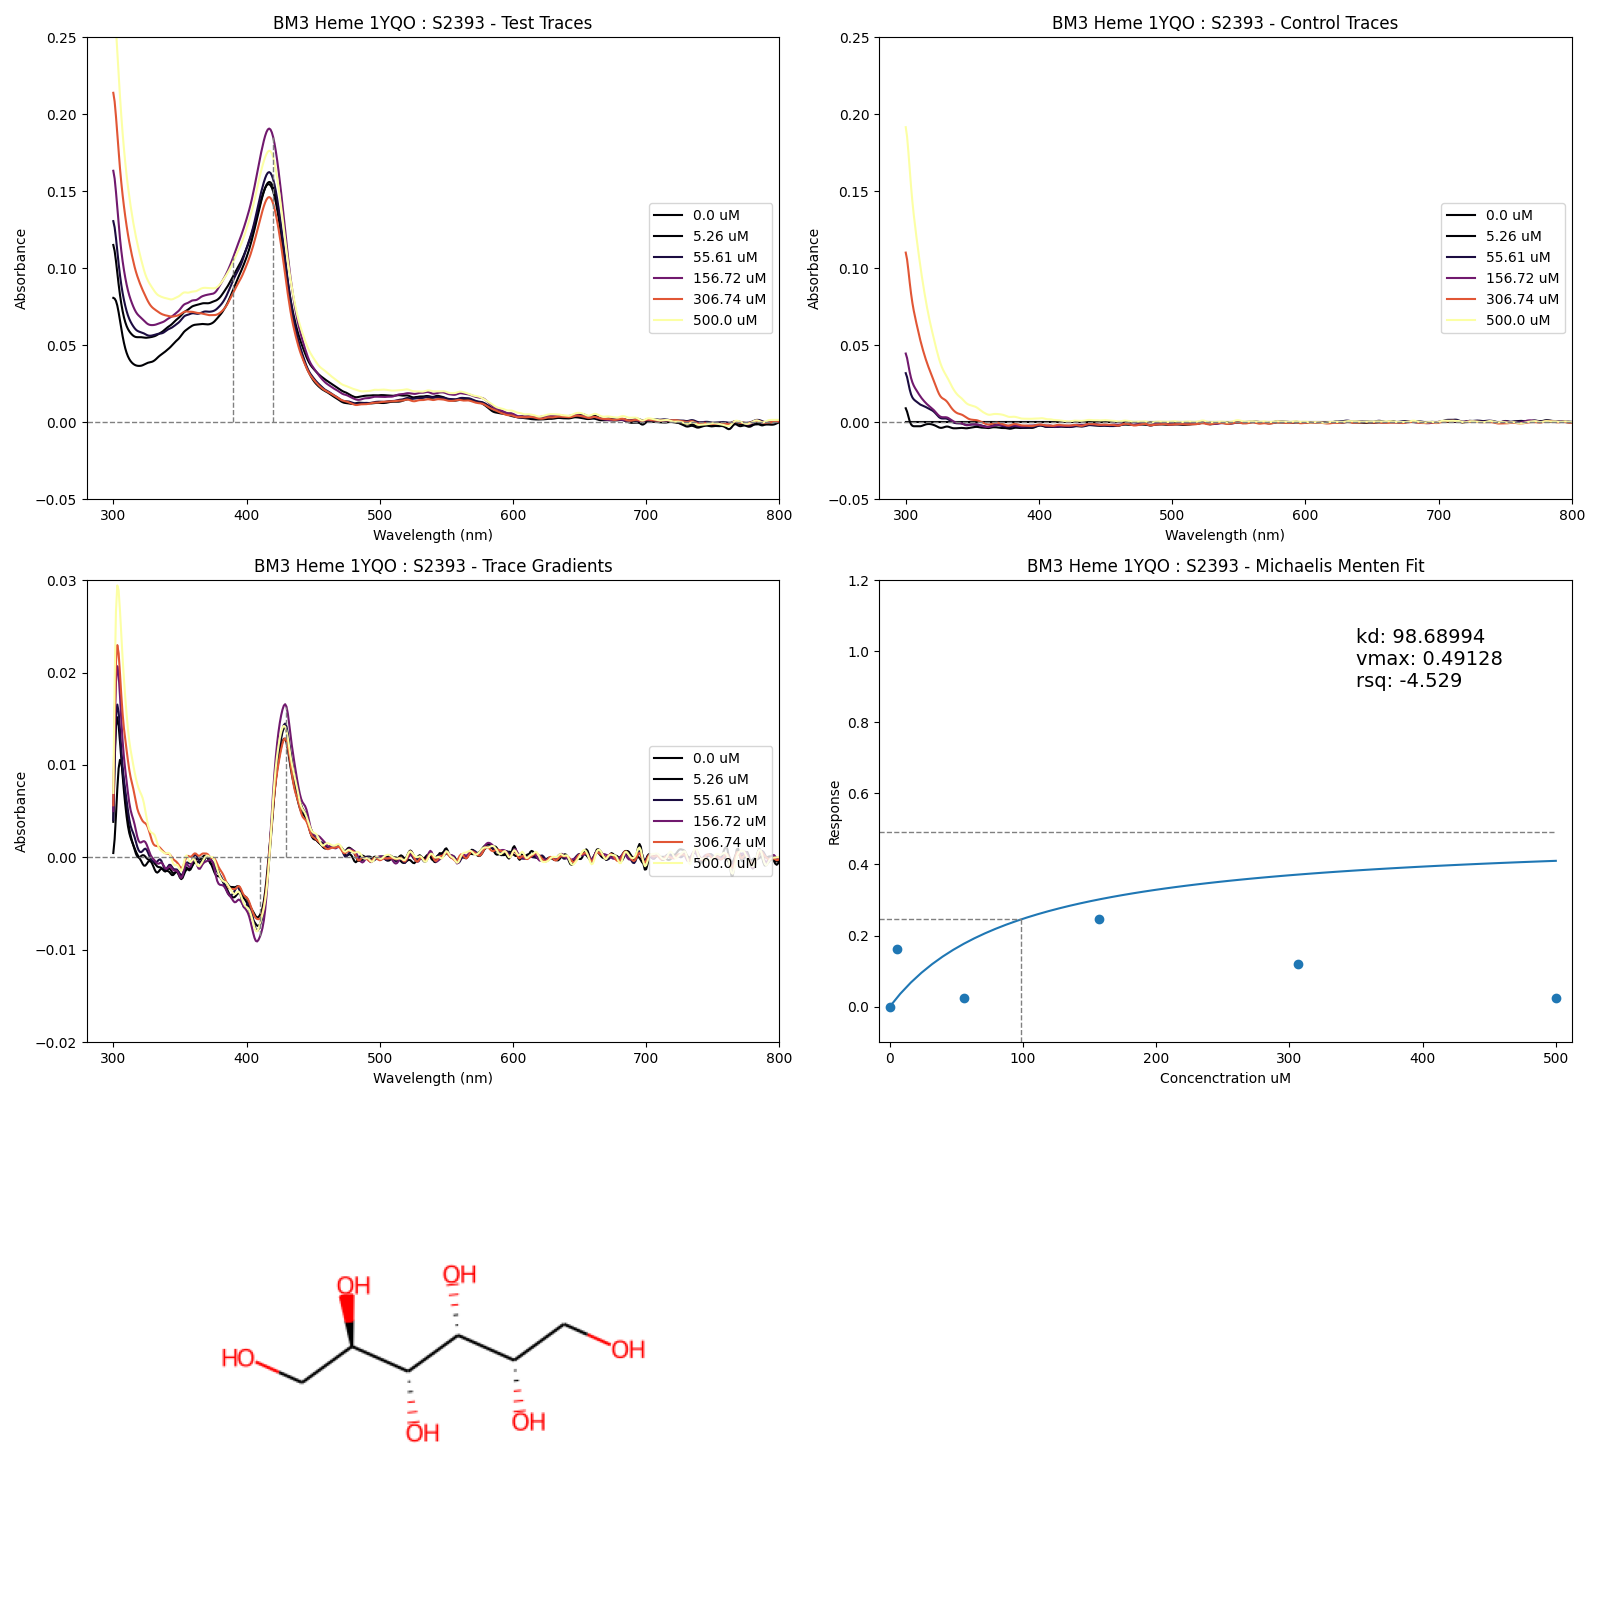 BM3 Heme 1YQO : S2393 - Test Traces
0.25
0.20
0.15
0.10
0.05
0.00
−0.05
Absorbance
300
400
500
600
700
800
Wavelength (nm)
0.0 uM
5.26 uM
55.61 uM
156.72 uM
306.74 uM
500.0 uM
BM3 Heme 1YQO : S2393 - Control Traces
0.25
0.20
0.15
0.10
0.05
0.00
−0.05
Absorbance
300
400
500
600
700
800
Wavelength (nm)
0.0 uM
5.26 uM
55.61 uM
156.72 uM
306.74 uM
500.0 uM
BM3 Heme 1YQO : S2393 - Trace Gradients
0.03
0.02
0.01
0.00
−0.01
−0.02
Absorbance
300
400
500
600
700
800
Wavelength (nm)
0.0 uM
5.26 uM
55.61 uM
156.72 uM
306.74 uM
500.0 uM
BM3 Heme 1YQO : S2393 - Michaelis Menten Fit
1.2
1.0
0.8
0.6
0.4
0.2
0.0
Response
kd: 98.68994
vmax: 0.49128
rsq: -4.529
0
100
200
300
400
500
Concenctration uM
OH
OH
HO
OH
OH
OH